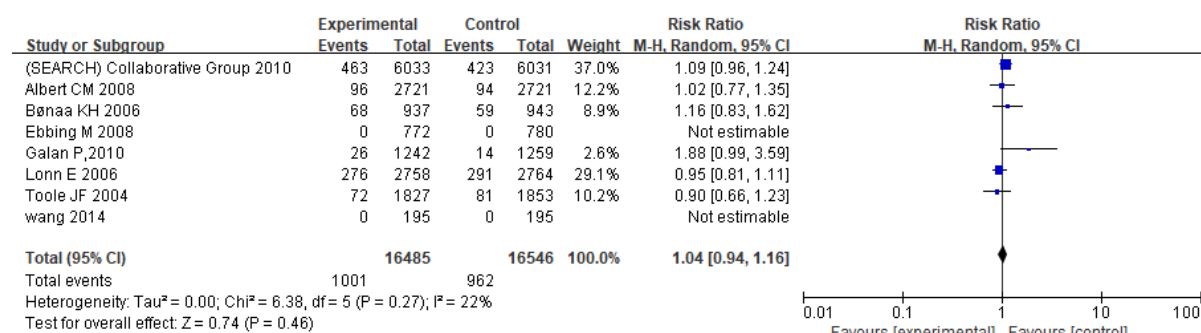 Experimental Control Risk Ratio Risk Ratio
Study or Subgroup Events Total Events Total Weight M-H, Random, 95% CI M-H, Random, 95% CI
(SEARCH) Collaborative Group 2010 463 6033 423 6031 37.0% 1.09 [0.96, 1.24]
Albert CM 2008 96 2721 94 2721 12.2% 1.02 [0.77, 1.35]
Bønaa KH 2006 68 937 59 943 8.9% 1.16 [0.83, 1.62]
Ebbing M 2008 0 772 0 780 Not estimable
Galan P,2010 26 1242 14 1259 2.6% 1.88 [0.99, 3.59]
Lonn E 2006 276 2758 291 2764 29.1% 0.95 [0.81, 1.11]
Toole JF 2004 72 1827 81 1853 10.2% 0.90 [0.66, 1.23]
wang 2014 0 195 0 195 Not estimable
Total (95% CI) 16485 16546 100.0% 1.04 [0.94, 1.16]
Total events 1001 962
Heterogeneity: Tau² = 0.00; Chi² = 6.38, df = 5 (P = 0.27); I² = 22%
Test for overall effect: Z = 0.74 (P = 0.46)
0.01 0.1 1 10 100
Favours [experimental] Favours [control]